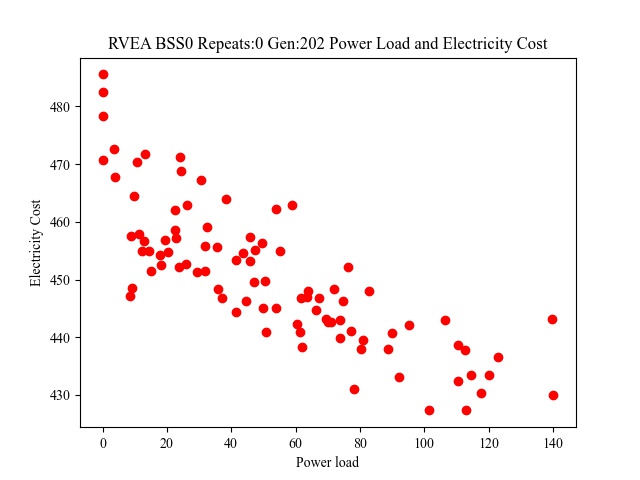 RVEA BSS0 Repeats:0 Gen:202 Power Load and Electricity Cost
480
470
460
450
440
430
Electricity Cost
0 20 40 60 80 100 120 140
Power load